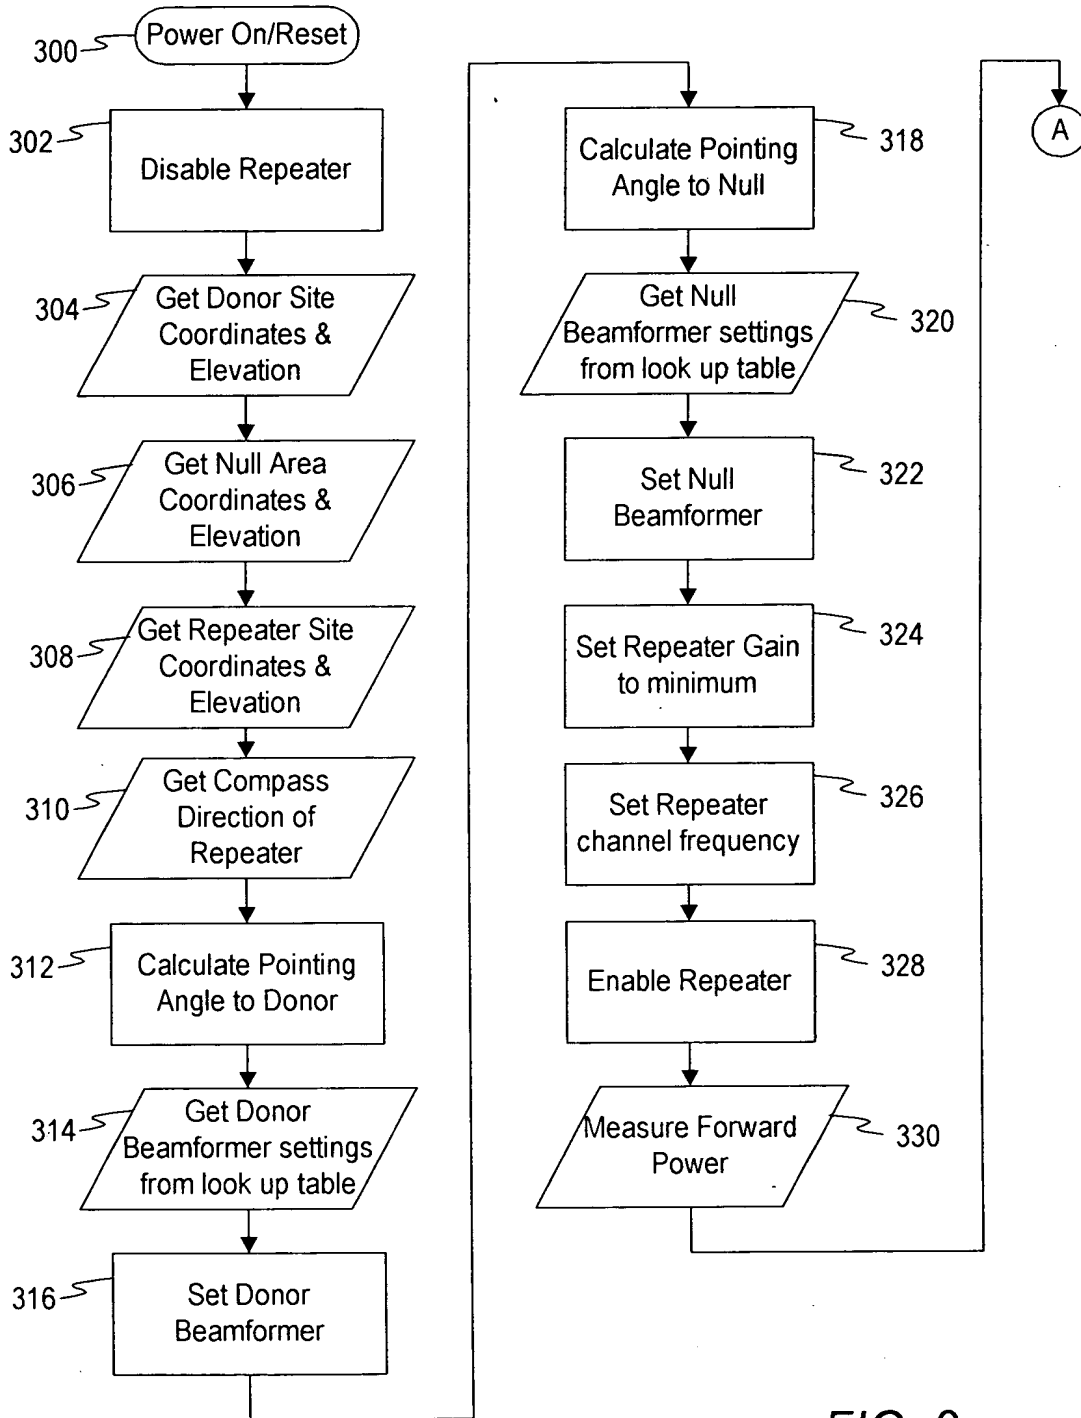 300
Power On/Reset
302
Disable Repeater
304
Get Donor Site
Coordinates &
Elevation
306
Get Null Area
Coordinates &
Elevation
308
Get Repeater Site
Coordinates &
Elevation
310
Get Compass
Direction of
Repeater
312
Calculate Pointing
Angle to Donor
314
Get Donor
Beamformer settings
from look up table
316
Set Donor
Beamformer
Calculate Pointing
Angle to Null
318
Get Null
Beamformer settings
from look up table
320
Set Null
Beamformer
322
Set Repeater Gain
to minimum
324
Set Repeater
channel frequency
326
Enable Repeater
328
Measure Forward
Power
330
A